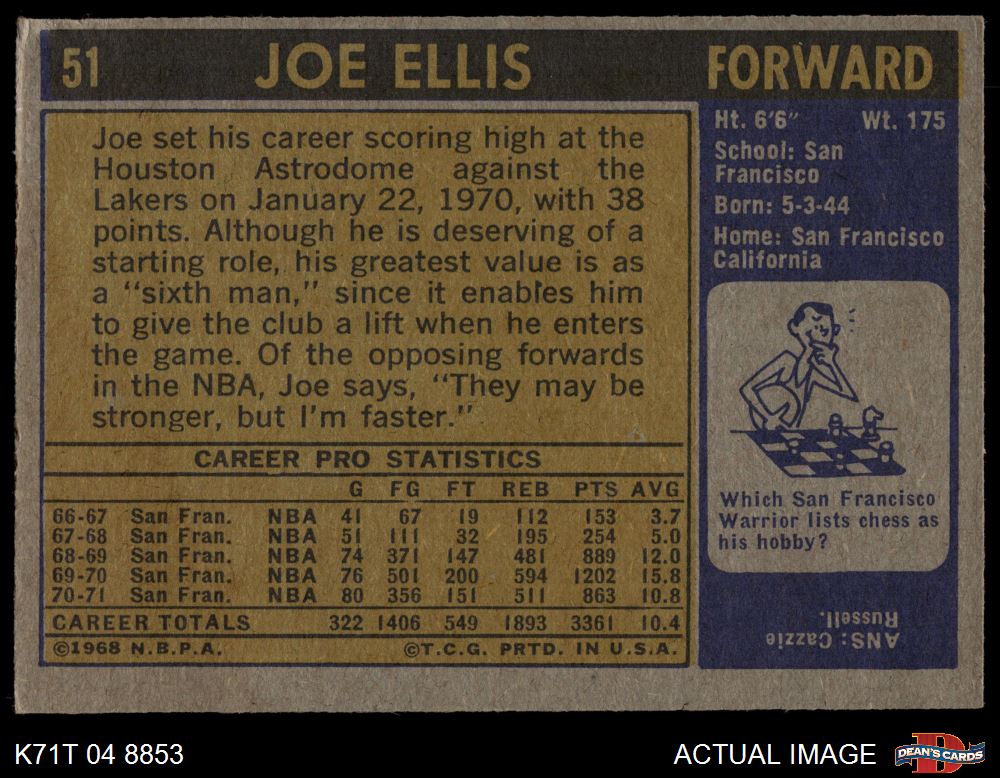 51 JOE ELLIS FORWARD
Joe set his career scoring high at the
Houston Astrodome against the
Lakers on January 22, 1970, with 38
points. Although he is deserving of a
starting role, his greatest value is as
a "sixth man," since it enables him
to give the club a lift when he enters
the game. Of the opposing forwards
in the NBA, Joe says, "They may be
stronger, but I'm faster."
CAREER PRO STATISTICS
G FG FT REB PTS AVG
66-67 San Fran. NBA 41 67 19 112 153 3.7
67-68 San Fran. NBA 51 111 32 195 254 5.0
68-69 San Fran. NBA 74 371 147 481 889 12.0
69-70 San Fran. NBA 76 501 200 594 1202 15.8
70-71 San Fran. NBA 80 356 151 511 863 10.8
CAREER TOTALS 322 1406 549 1893 3361 10.4
©1968 N.B.P.A. ©T.C.G. PRTD. IN U.S.A.
Ht. 6'6" Wt. 175
School: San
Francisco
Born: 5-3-44
Home: San Francisco
California
Which San Francisco
Warrior lists chess as
his hobby?
ANS: Cazzie
Russell.
K71T 04 8853 ACTUAL IMAGE DEAN'S CARDS